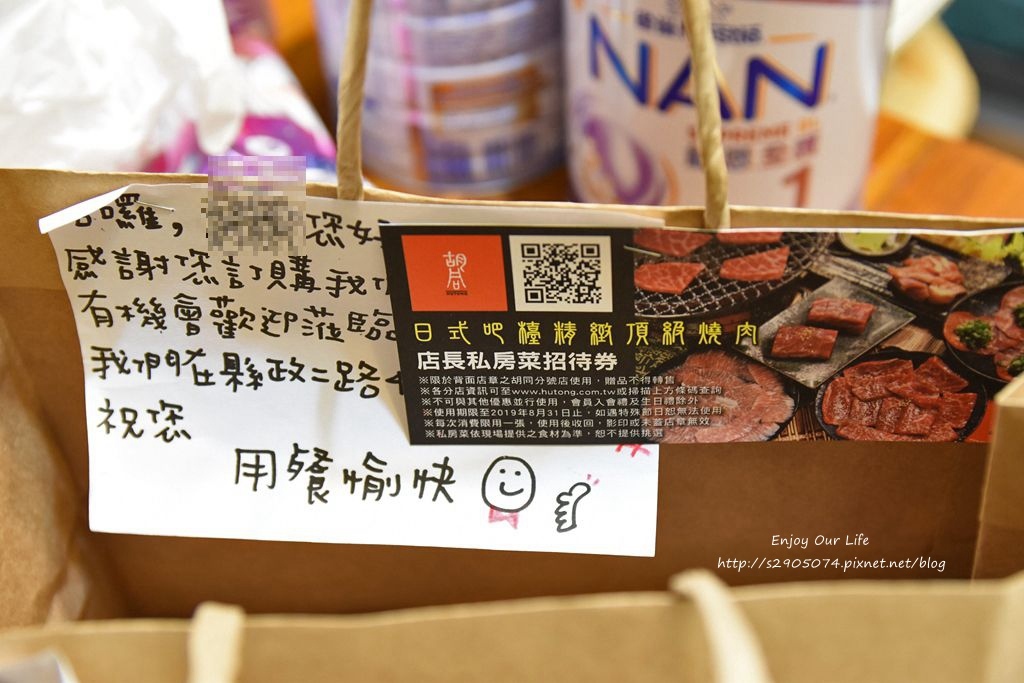 NAN
SUPREME
1
哈囉,
您好
感謝您訂購我們
有機會歡迎蒞臨
我們在縣政二路4
祝您
用餐愉快
胡同
HUTONG
日式吧檯精緻頂級燒肉
店長私房菜招待券
※限於背面店章之胡同分號店使用,贈品不得轉售
※各分店資訊可至www.hutong.com.tw或掃描上方條碼查詢
※不可與其他優惠並行使用,會員入會禮及生日禮除外
※使用期限至2019年8月31日止,如遇特殊節日恕無法使用
※每次消費限用一張,使用後收回,影印或未蓋店章無效
※私房菜依現場提供之食材為準,恕不提供挑選
Enjoy Our Life
http://s2905074.pixnet.net/blog